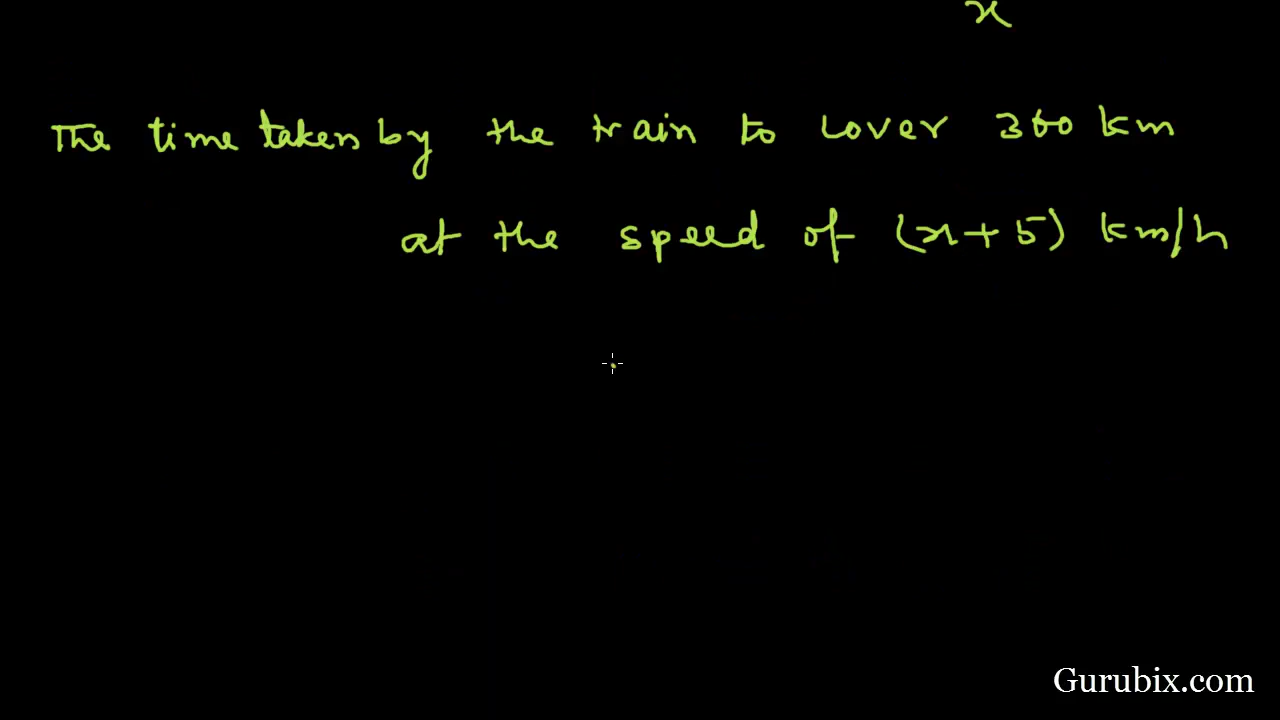 x
The time taken by the train to cover 360 km
at the speed of (x+5) km/h
Gurubix.com